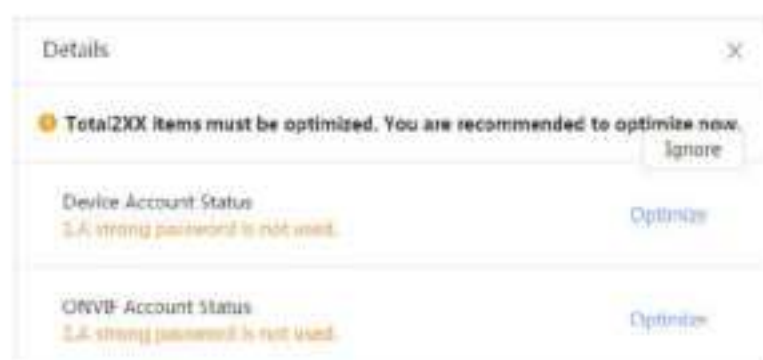 Details
Total2XX items must be optimized. You are recommended to optimize now.
Ignore
Device Account Status
1.A strong password is not used.
Optimize
ONVIF Account Status
1.A strong password is not used.
Optimize